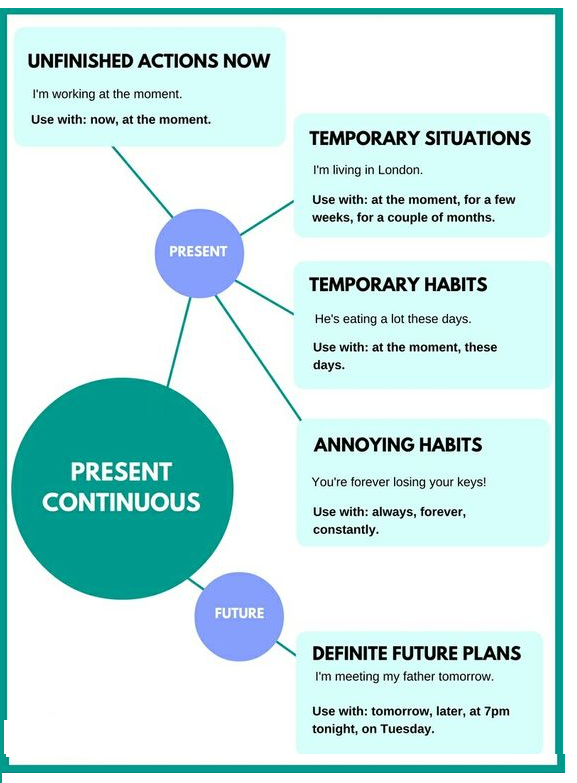 UNFINISHED ACTIONS NOW
I'm working at the moment.
Use with: now, at the moment.
TEMPORARY SITUATIONS
I'm living in London.
Use with: at the moment, for a few
weeks, for a couple of months.
PRESENT
TEMPORARY HABITS
He's eating a lot these days.
Use with: at the moment, these
days.
ANNOYING HABITS
You're forever losing your keys!
Use with: always, forever,
constantly.
PRESENT
CONTINUOUS
FUTURE
DEFINITE FUTURE PLANS
I'm meeting my father tomorrow.
Use with: tomorrow, later, at 7pm
tonight, on Tuesday.